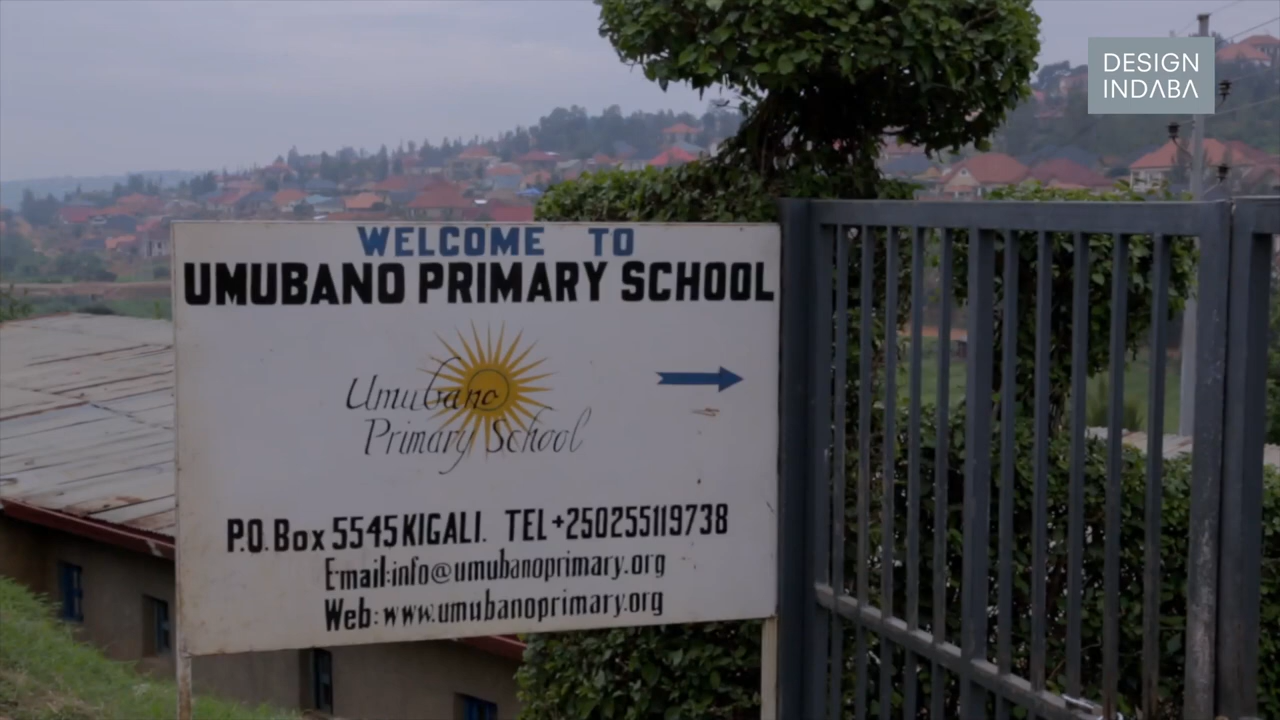 DESIGN
INDABA
WELCOME TO
UMUBANO PRIMARY SCHOOL
Umubano
Primary School
P.O. Box 5545 KIGALI. TEL +250255119738
E-mail:info@umubanoprimary.org
Web: www.umubanoprimary.org